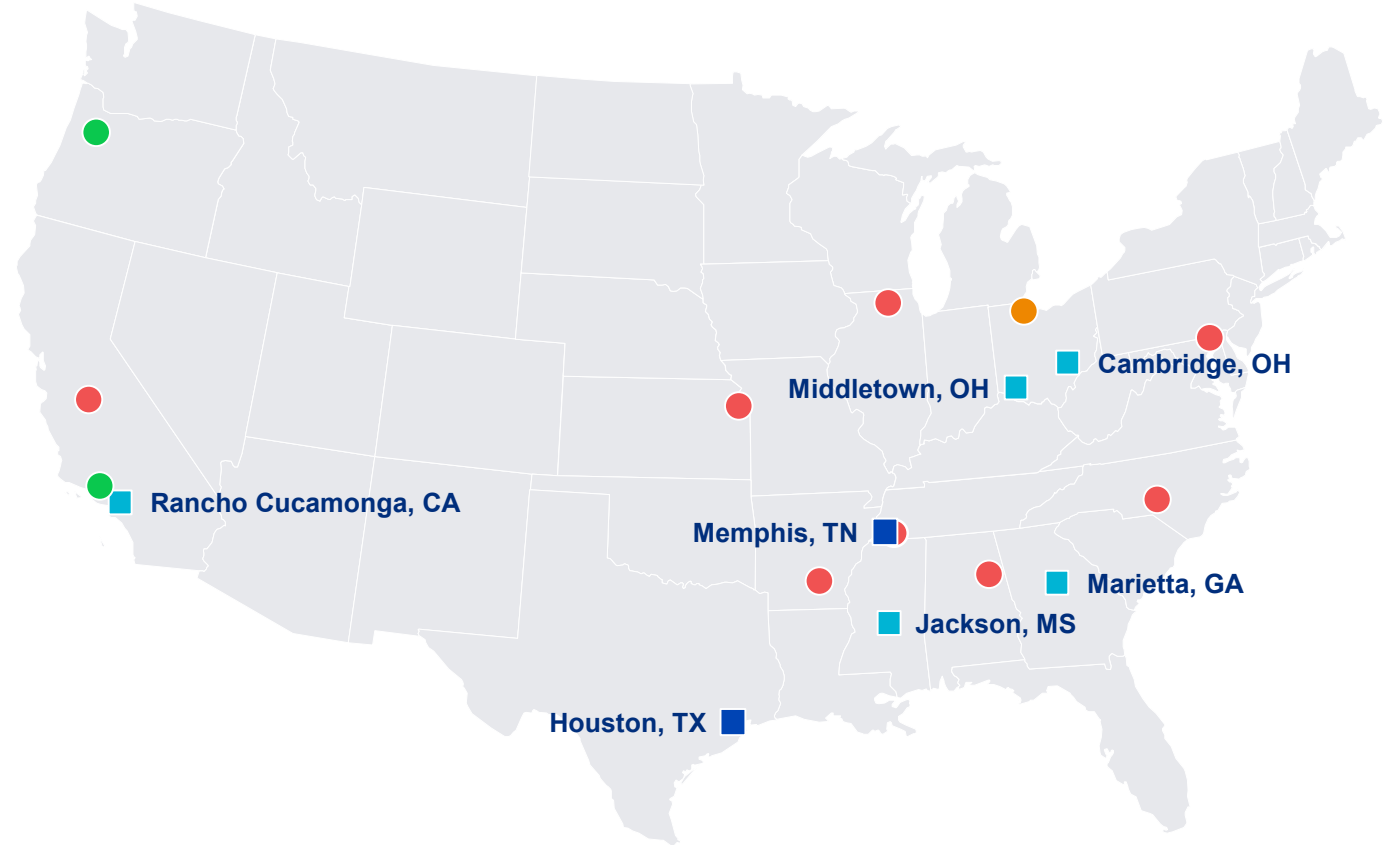 Cambridge, OH
Middletown, OH
Rancho Cucamonga, CA
Memphis, TN
Marietta, GA
Jackson, MS
Houston, TX